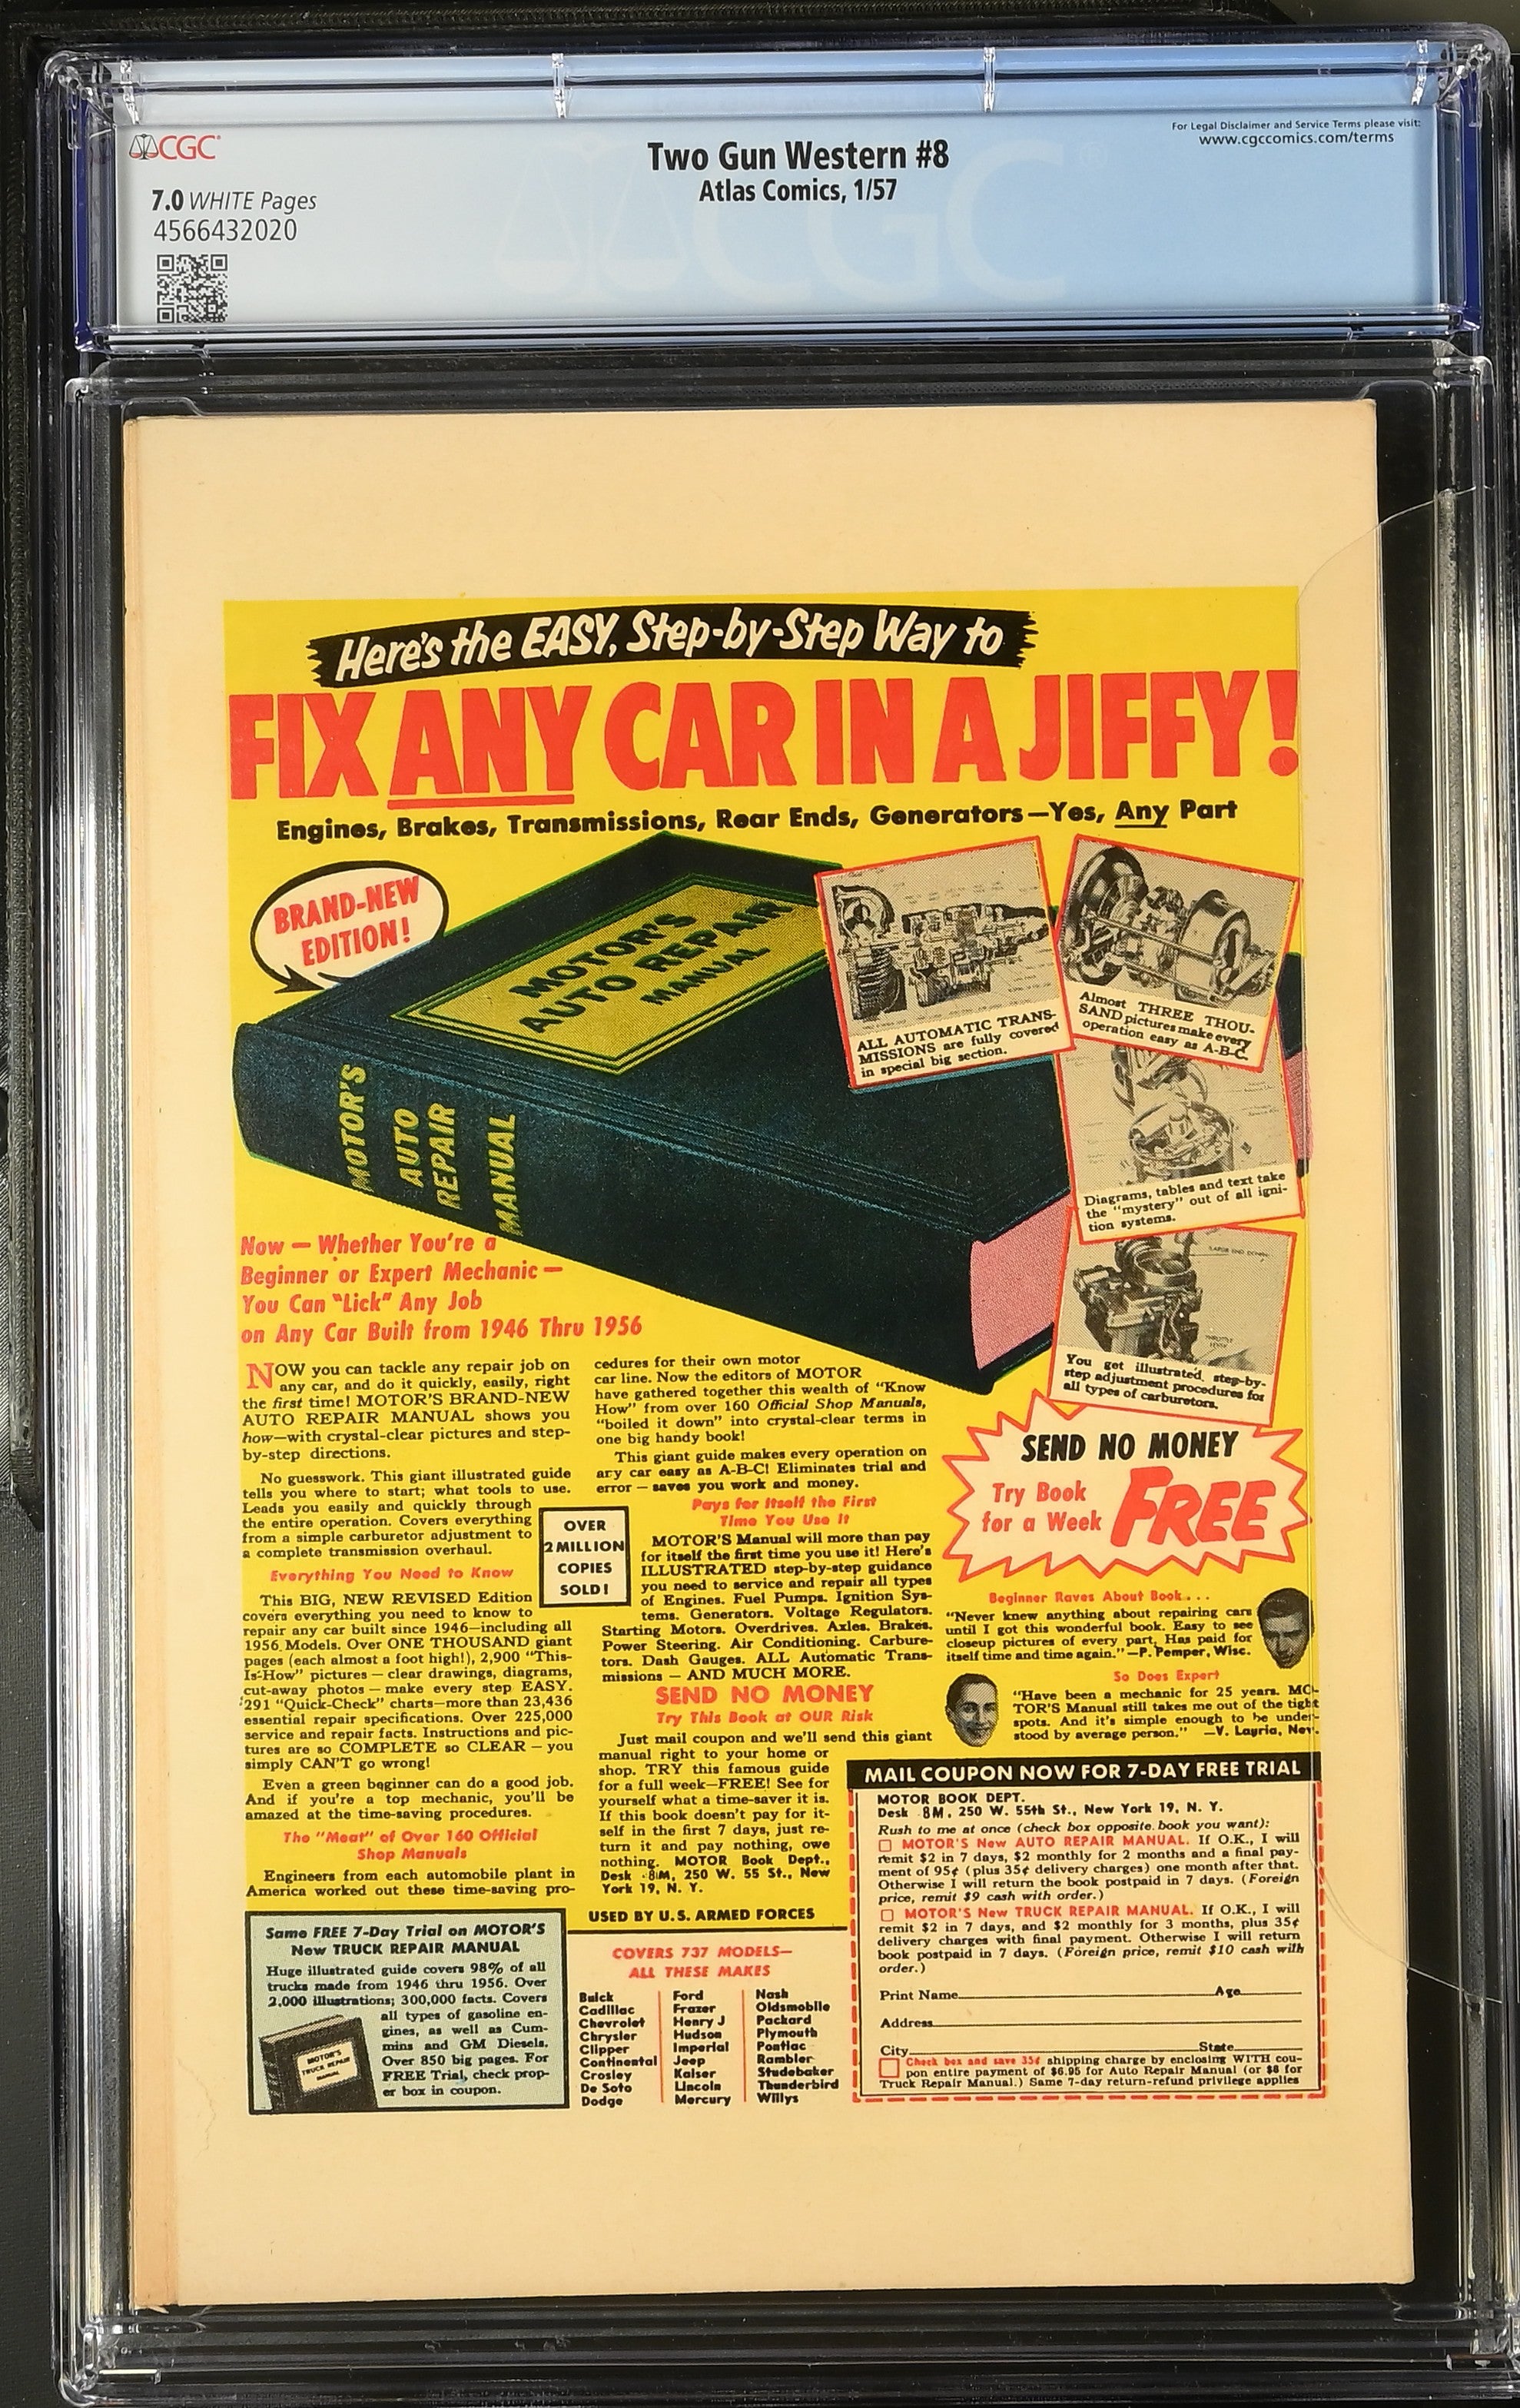 CGC
7.0 WHITE Pages
4566432020
Two Gun Western #8
Atlas Comics, 1/57
For Legal Disclaimer and Service Terms please visit:
www.cgccomics.com/terms
Here's the EASY, Step-by-Step Way to
FIX ANY CAR IN A JIFFY!
Engines, Brakes, Transmissions, Rear Ends, Generators—Yes, Any Part
BRAND-NEW
EDITION!
MOTOR'S
AUTO REPAIR
MANUAL
MOTOR'S
AUTO
REPAIR
MANUAL
ALL AUTOMATIC TRANS-
MISSIONS are fully covered
in special big section.
Almost THREE THOU-
SAND pictures make every
operation easy as A-B-C.
Diagrams, tables and text take
the "mystery" out of all igni-
tion systems.
THROTTLE
LEVER
You get illustrated, step-by-
step adjustment procedures for
all types of carburetors.
Now — Whether You're a
Beginner or Expert Mechanic —
You Can "Lick" Any Job
on Any Car Built from 1946 Thru 1956
NOW you can tackle any repair job on
any car, and do it quickly, easily, right
the first time! MOTOR'S BRAND-NEW
AUTO REPAIR MANUAL shows you
how—with crystal-clear pictures and step-
by-step directions.
No guesswork. This giant illustrated guide
tells you where to start; what tools to use.
Leads you easily and quickly through
the entire operation. Covers everything
from a simple carburetor adjustment to
a complete transmission overhaul.
Everything You Need to Know
This BIG, NEW REVISED Edition
covers everything you need to know to
repair any car built since 1946—including all
1956 Models. Over ONE THOUSAND giant
pages (each almost a foot high!), 2,900 "This-
Is-How" pictures — clear drawings, diagrams,
cut-away photos — make every step EASY.
291 "Quick-Check" charts—more than 23,436
essential repair specifications. Over 225,000
service and repair facts. Instructions and pic-
tures are so COMPLETE so CLEAR — you
simply CAN'T go wrong!
Even a green beginner can do a good job.
And if you're a top mechanic, you'll be
amazed at the time-saving procedures.
The "Meat" of Over 160 Official
Shop Manuals
Engineers from each automobile plant in
America worked out these time-saving pro-
cedures for their own motor
car line. Now the editors of MOTOR
have gathered together this wealth of "Know
How" from over 160 Official Shop Manuals,
"boiled it down" into crystal-clear terms in
one big handy book!
This giant guide makes every operation on
any car easy as A-B-C! Eliminates trial and
error — saves you work and money.
OVER
2 MILLION
COPIES
SOLD!
Pays for Itself the First
Time You Use It
MOTOR'S Manual will more than pay
for itself the first time you use it! Here's
ILLUSTRATED step-by-step guidance
you need to service and repair all types
of Engines. Fuel Pumps. Ignition Sys-
tems. Generators. Voltage Regulators.
Starting Motors. Overdrives. Axles. Brakes.
Power Steering. Air Conditioning. Carbure-
tors. Dash Gauges. ALL Automatic Trans-
missions — AND MUCH MORE.
SEND NO MONEY
Try This Book at OUR Risk
Just mail coupon and we'll send this giant
manual right to your home or
shop. TRY this famous guide
for a full week—FREE! See for
yourself what a time-saver it is.
If this book doesn't pay for it-
self in the first 7 days, just re-
turn it and pay nothing, owe
nothing. MOTOR Book Dept.,
Desk 8M, 250 W. 55 St., New
York 19, N. Y.
USED BY U.S. ARMED FORCES
SEND NO MONEY
Try Book
for a Week FREE
Beginner Raves About Book...
"Never knew anything about repairing cars
until I got this wonderful book. Easy to see
closeup pictures of every part. Has paid for
itself time and time again."—P. Pemper, Wisc.
So Does Expert
"Have been a mechanic for 25 years. MO-
TOR'S Manual still takes me out of the tight
spots. And it's simple enough to be under-
stood by average person." —V. Layria, Nev.
Same FREE 7-Day Trial on MOTOR'S
New TRUCK REPAIR MANUAL
Huge illustrated guide covers 98% of all
trucks made from 1946 thru 1956. Over
2,000 illustrations; 300,000 facts. Covers
all types of gasoline en-
gines, as well as Cum-
mins and GM Diesels.
Over 850 big pages. For
FREE Trial, check prop-
er box in coupon.
MOTOR'S
TRUCK REPAIR
MANUAL
COVERS 737 MODELS—
ALL THESE MAKES
Buick
Cadillac
Chevrolet
Chrysler
Clipper
Continental
Crosley
De Soto
Dodge
Ford
Frazer
Henry J
Hudson
Imperial
Jeep
Kaiser
Lincoln
Mercury
Nash
Oldsmobile
Packard
Plymouth
Pontiac
Rambler
Studebaker
Thunderbird
Willys
MAIL COUPON NOW FOR 7-DAY FREE TRIAL
MOTOR BOOK DEPT.
Desk 8M, 250 W. 55th St., New York 19, N. Y.
Rush to me at once (check box opposite book you want):
MOTOR'S New AUTO REPAIR MANUAL. If O.K., I will
remit $2 in 7 days, $2 monthly for 2 months and a final pay-
ment of 95¢ (plus 35¢ delivery charges) one month after that.
Otherwise I will return the book postpaid in 7 days. (Foreign
price, remit $9 cash with order.)
MOTOR'S New TRUCK REPAIR MANUAL. If O.K., I will
remit $2 in 7 days, and $2 monthly for 3 months, plus 35¢
delivery charges with final payment. Otherwise I will return
book postpaid in 7 days. (Foreign price, remit $10 cash with
order.)
Print Name Age
Address
City State
Check box and save 35¢ shipping charge by enclosing WITH cou-
pon entire payment of $6.95 for Auto Repair Manual (or $8 for
Truck Repair Manual.) Same 7-day return-refund privilege applies